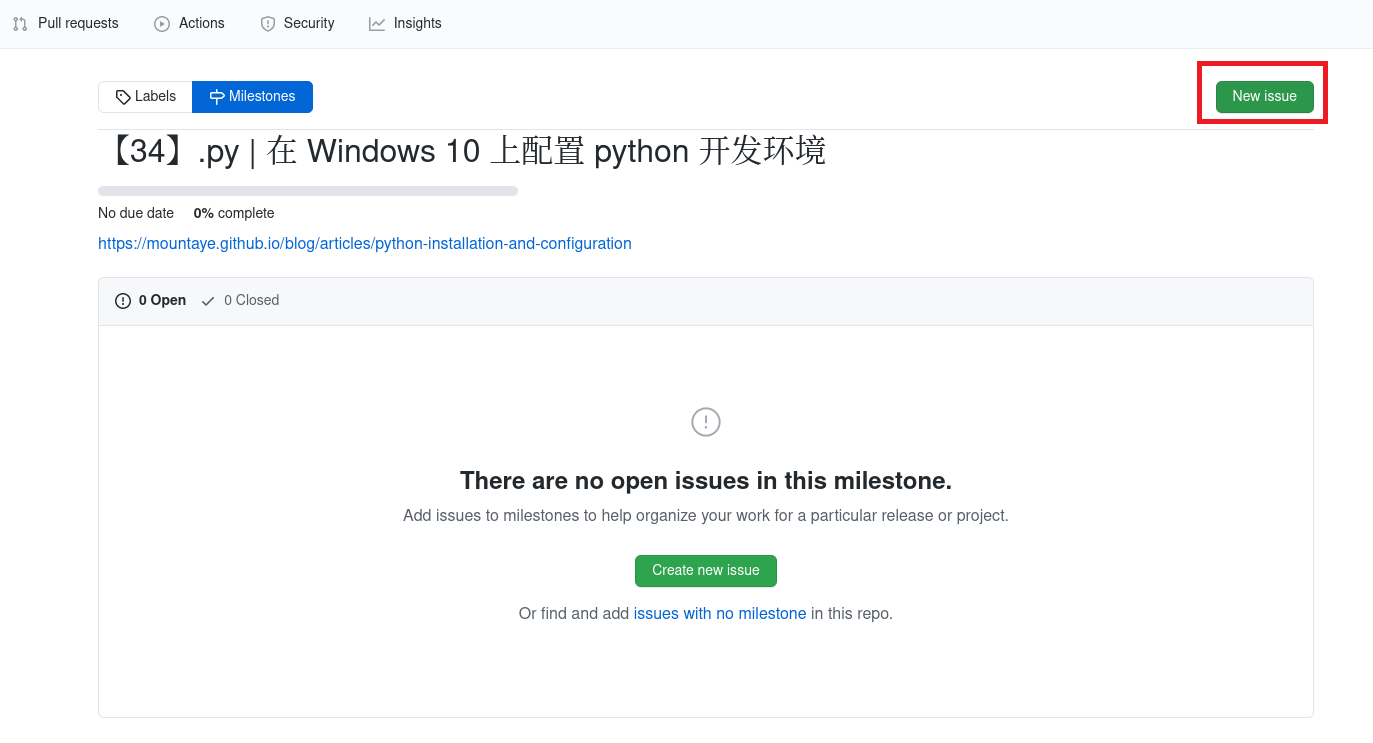 Pull requests Actions Security Insights
Labels Milestones New issue
【34】.py | 在 Windows 10 上配置 python 开发环境
No due date 0% complete
https://mountaye.github.io/blog/articles/python-installation-and-configuration
0 Open 0 Closed
There are no open issues in this milestone.
Add issues to milestones to help organize your work for a particular release or project.
Create new issue
Or find and add issues with no milestone in this repo.